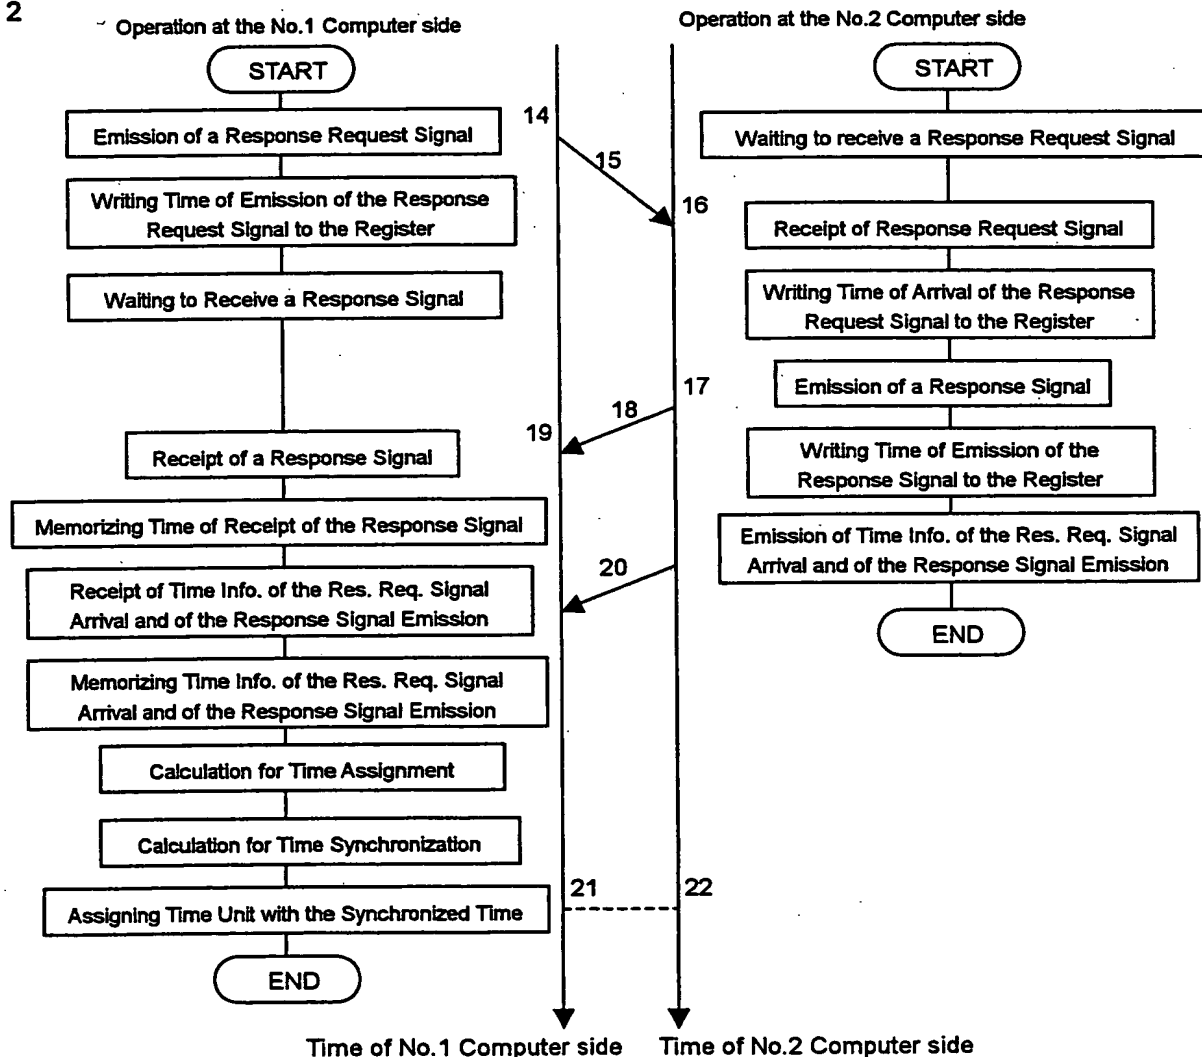 2
Operation at the No.1 Computer side
START
Emission of a Response Request Signal
Writing Time of Emission of the Response
Request Signal to the Register
Waiting to Receive a Response Signal
Receipt of a Response Signal
Memorizing Time of Receipt of the Response Signal
Receipt of Time Info. of the Res. Req. Signal
Arrival and of the Response Signal Emission
Memorizing Time Info. of the Res. Req. Signal
Arrival and of the Response Signal Emission
Calculation for Time Assignment
Calculation for Time Synchronization
Assigning Time Unit with the Synchronized Time
END
14
15
16
17
18
19
20
21
22
Time of No.1 Computer side
Time of No.2 Computer side
Operation at the No.2 Computer side
START
Waiting to receive a Response Request Signal
Receipt of Response Request Signal
Writing Time of Arrival of the Response
Request Signal to the Register
Emission of a Response Signal
Writing Time of Emission of the
Response Signal to the Register
Emission of Time Info. of the Res. Req. Signal
Arrival and of the Response Signal Emission
END